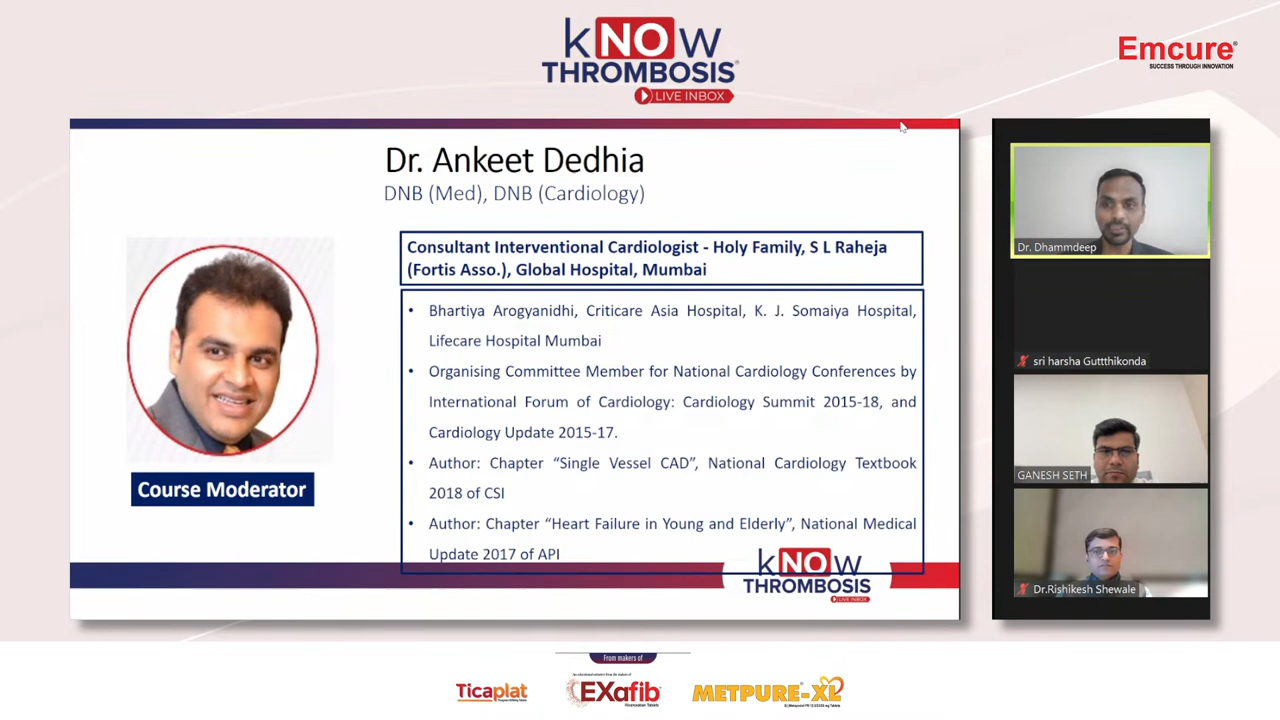 kNOw
THROMBOSIS
LIVE INBOX
Emcure®
SUCCESS THROUGH INNOVATION
Dr. Ankeet Dedhia
DNB (Med), DNB (Cardiology)
Consultant Interventional Cardiologist - Holy Family, S L Raheja
(Fortis Asso.), Global Hospital, Mumbai
• Bhartiya Arogyanidhi, Criticare Asia Hospital, K. J. Somaiya Hospital,
Lifecare Hospital Mumbai
• Organising Committee Member for National Cardiology Conferences by
International Forum of Cardiology: Cardiology Summit 2015-18, and
Cardiology Update 2015-17.
• Author: Chapter “Single Vessel CAD”, National Cardiology Textbook
2018 of CSI
• Author: Chapter “Heart Failure in Young and Elderly”, National Medical
Update 2017 of API
Course Moderator
kNOw
THROMBOSIS
LIVE INBOX
Dr. Dhammdeep
sri harsha Guttthikonda
GANESH SETH
Dr.Rishikesh Shewale
From makers of
Ticaplat
EXafib
METPURE-XL